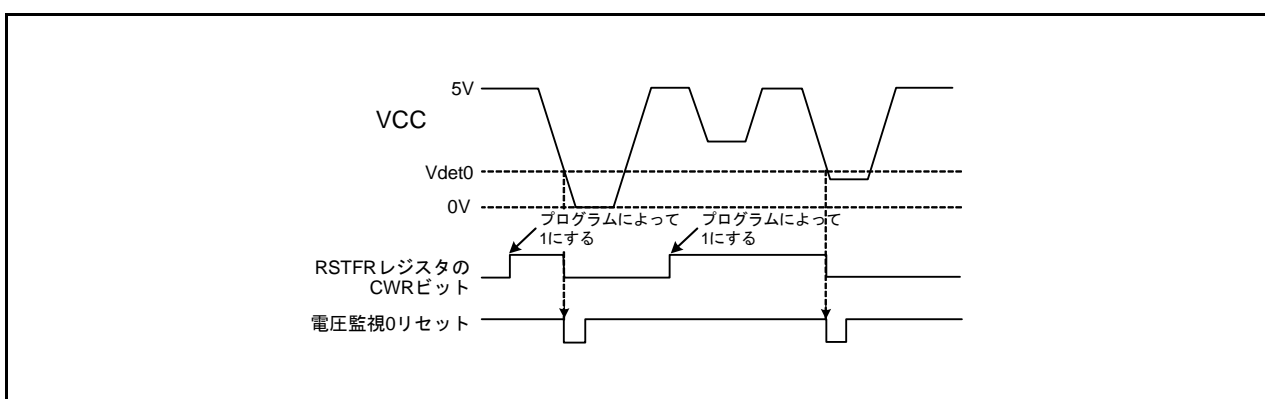 5V
VCC
Vdet0
0V
プログラムによって
1にする
プログラムによって
1にする
RSTFRレジスタの
CWRビット
電圧監視0リセット